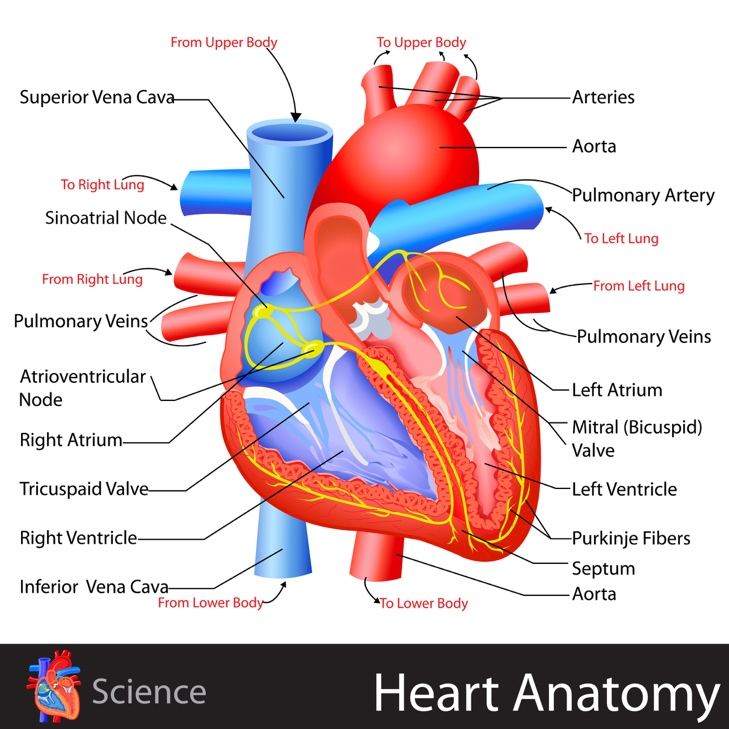 From Upper Body
To Upper Body
Superior Vena Cava
Arteries
Aorta
To Right Lung
Pulmonary Artery
Sinoatrial Node
To Left Lung
From Right Lung
From Left Lung
Pulmonary Veins
Pulmonary Veins
Atrioventricular
Node
Left Atrium
Right Atrium
Mitral (Bicuspid)
Valve
Tricuspaid Valve
Left Ventricle
Right Ventricle
Purkinje Fibers
Septum
Inferior Vena Cava
Aorta
From Lower Body
To Lower Body
Science
Heart Anatomy